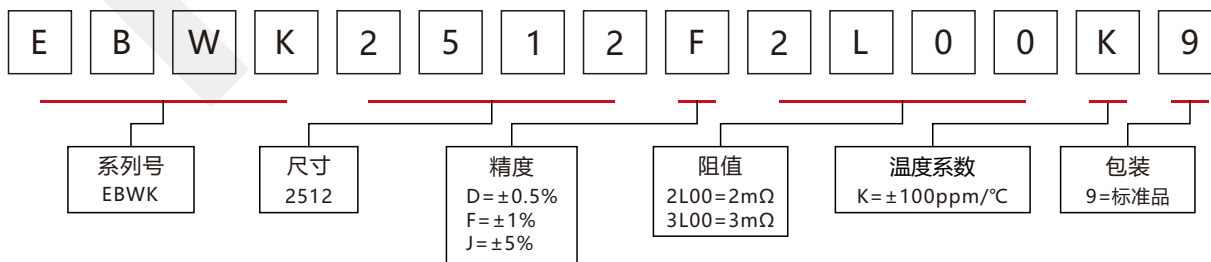 E B W K 2 5 1 2 F 2 L 0 0 K 9
系列号
EBWK
尺寸
2512
精度
D=±0.5%
F=±1%
J=±5%
阻值
2L00=2mΩ
3L00=3mΩ
温度系数
K=±100ppm/℃
包装
9=标准品